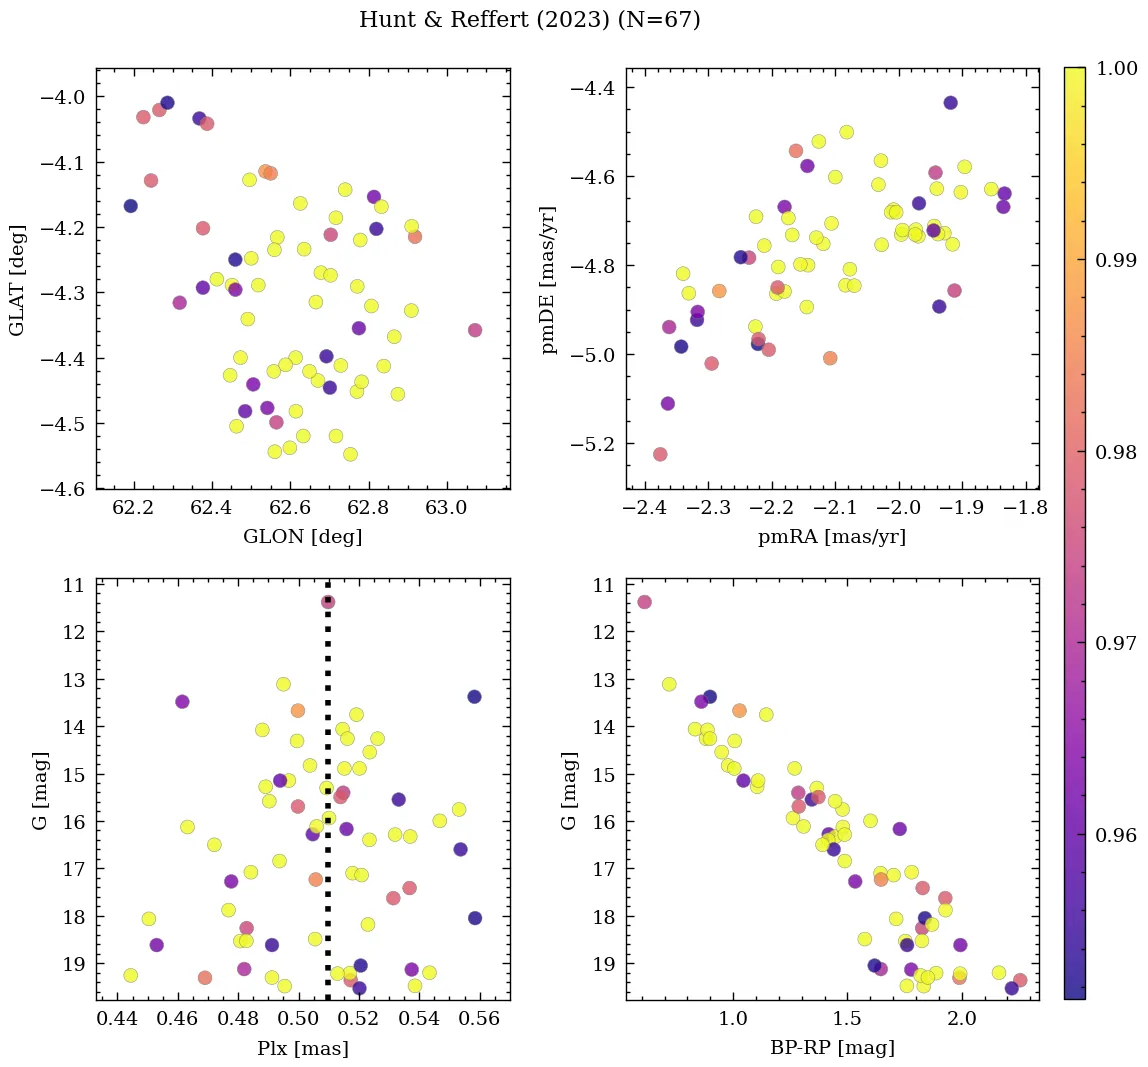 Hunt & Reffert (2023) (N=67)
−4.0
−4.1
−4.2
−4.3
−4.4
−4.5
−4.6
GLAT [deg]
62.2 62.4 62.6 62.8 63.0
GLON [deg]
−4.4
−4.6
−4.8
−5.0
−5.2
pmDE [mas/yr]
−2.4 −2.3 −2.2 −2.1 −2.0 −1.9 −1.8
pmRA [mas/yr]
1.00
0.99
0.98
0.97
0.96
11
12
13
14
15
16
17
18
19
G [mag]
0.44 0.46 0.48 0.50 0.52 0.54 0.56
Plx [mas]
11
12
13
14
15
16
17
18
19
G [mag]
1.0 1.5 2.0
BP-RP [mag]